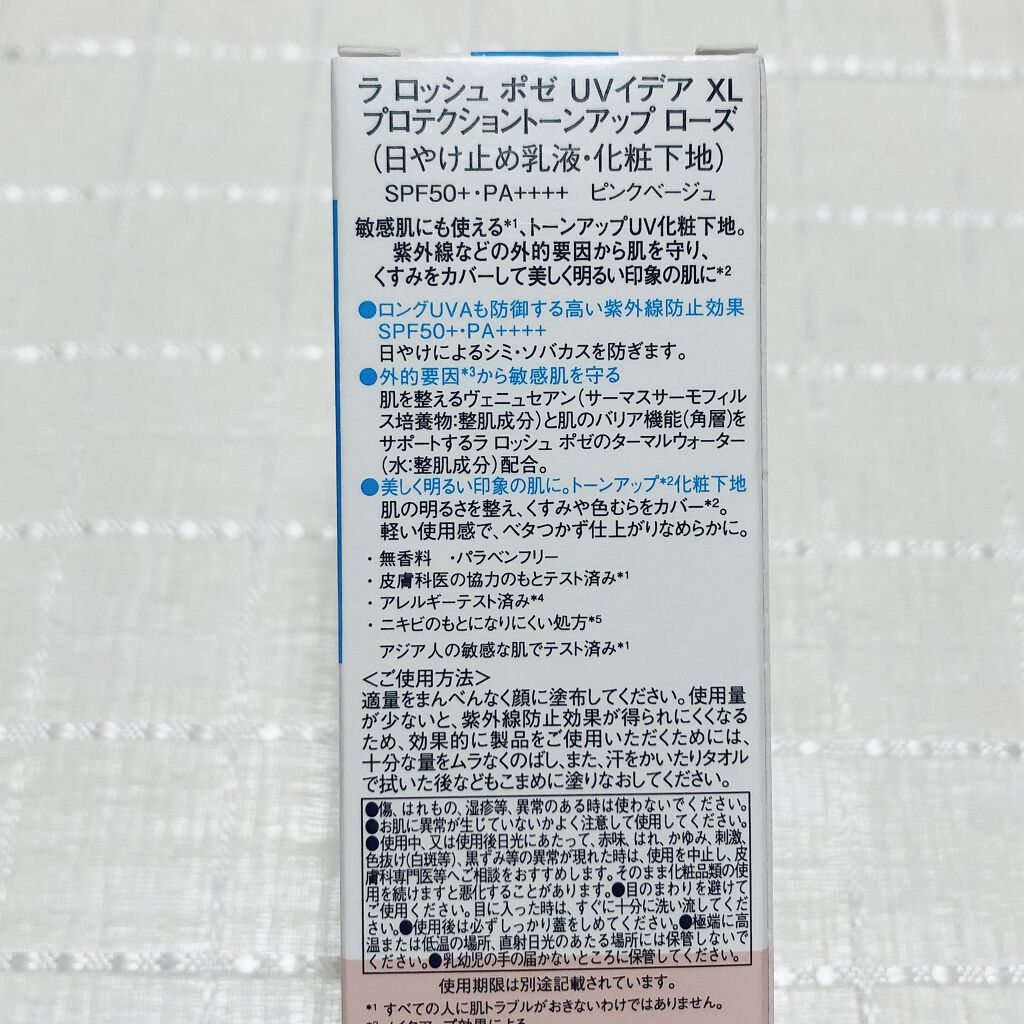 ラ ロッシュ ポゼ UVイデア XL
プロテクショントーンアップ ローズ
(日やけ止め乳液・化粧下地)
SPF50+・PA++++ ピンクベージュ
敏感肌にも使える*1、トーンアップUV化粧下地。
紫外線などの外的要因から肌を守り、
くすみをカバーして美しく明るい印象の肌に*2
●ロングUVAも防御する高い紫外線防止効果
SPF50+・PA++++
日やけによるシミ・ソバカスを防ぎます。
●外的要因*3から敏感肌を守る
肌を整えるヴェニュセアン(サーマスサーモフィル
ス培養物:整肌成分)と肌のバリア機能(角層)を
サポートするラ ロッシュ ポゼのターマルウォーター
(水:整肌成分)配合。
●美しく明るい印象の肌に。トーンアップ*2化粧下地
肌の明るさを整え、くすみや色むらをカバー*2。
軽い使用感で、ベタつかず仕上がりなめらかに。
・無香料 ・パラベンフリー
・皮膚科医の協力のもとテスト済み*1
・アレルギーテスト済み*4
・ニキビのもとになりにくい処方*5
アジア人の敏感な肌でテスト済み*1
<ご使用方法>
適量をまんべんなく顔に塗布してください。使用量
が少ないと、紫外線防止効果が得られにくくなる
ため、効果的に製品をご使用いただくためには、
十分な量をムラなくのばし、また、汗をかいたりタオル
で拭いた後などもこまめに塗りなおしてください。
●傷、はれもの、湿疹等、異常のある時は使わないでください。
●お肌に異常が生じていないかよく注意して使用してください。
●使用中、又は使用後日光にあたって、赤味、はれ、かゆみ、刺激、
色抜け(白斑等)、黒ずみ等の異常が現れた時は、使用を中止し、皮
膚科専門医等へご相談をおすすめします。そのまま化粧品類の使
用を続けますと悪化することがあります。●目のまわりを避けて
ご使用ください。目に入った時は、すぐに十分に洗い流してくだ
さい。●使用後は必ずしっかり蓋をしめてください。●極端に高
温または低温の場所、直射日光のあたる場所には保管しないで
ください。●乳幼児の手の届かないところに保管してください。
使用期限は別途記載されています。
*1 すべての人に肌トラブルがおきないわけではありません。
*2 メイクアップ効果による